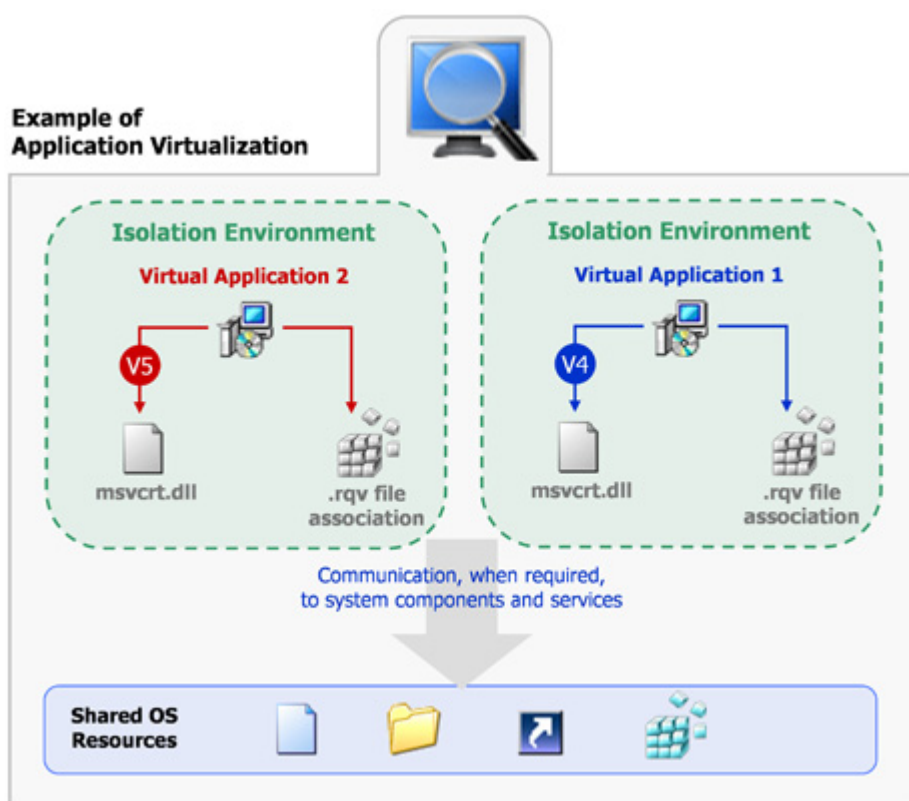 Example of
Application Virtualization
Isolation Environment
Virtual Application 2
V5
msvcrt.dll
.rqv file
association
Isolation Environment
Virtual Application 1
V4
msvcrt.dll
.rqv file
association
Communication, when required,
to system components and services
Shared OS
Resources